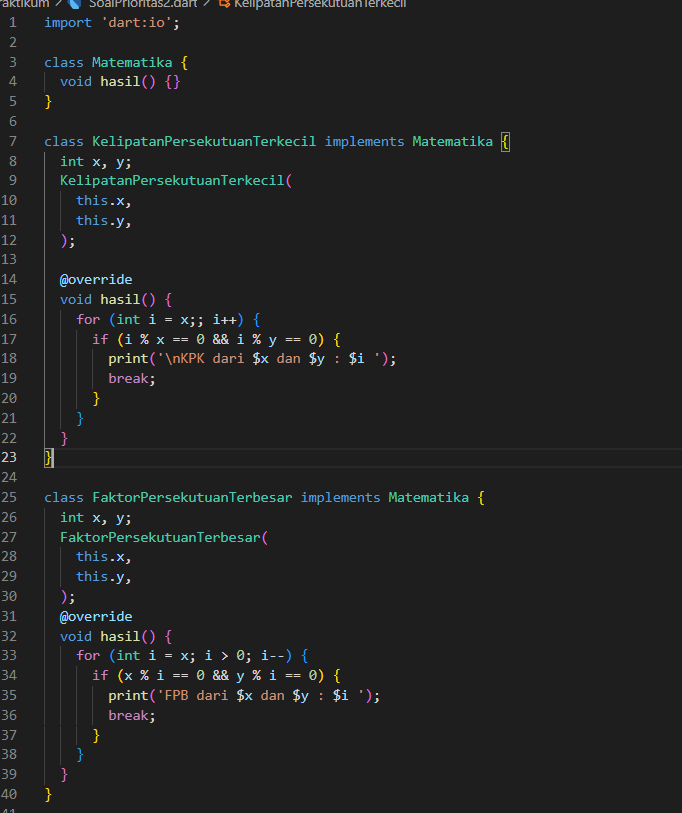 raktikum > SoalPrioritas2.dart > KelipatanPersekutuanTerkecil
1 import 'dart:io';
2
3 class Matematika {
4   void hasil() {}
5 }
6
7 class KelipatanPersekutuanTerkecil implements Matematika {
8   int x, y;
9   KelipatanPersekutuanTerkecil(
10     this.x,
11     this.y,
12   );
13
14   @override
15   void hasil() {
16     for (int i = x;; i++) {
17       if (i % x == 0 && i % y == 0) {
18         print('\nKPK dari $x dan $y : $i ');
19         break;
20       }
21     }
22   }
23 }
24
25 class FaktorPersekutuanTerbesar implements Matematika {
26   int x, y;
27   FaktorPersekutuanTerbesar(
28     this.x,
29     this.y,
30   );
31   @override
32   void hasil() {
33     for (int i = x; i > 0; i--) {
34       if (x % i == 0 && y % i == 0) {
35         print('FPB dari $x dan $y : $i ');
36         break;
37       }
38     }
39   }
40 }
41